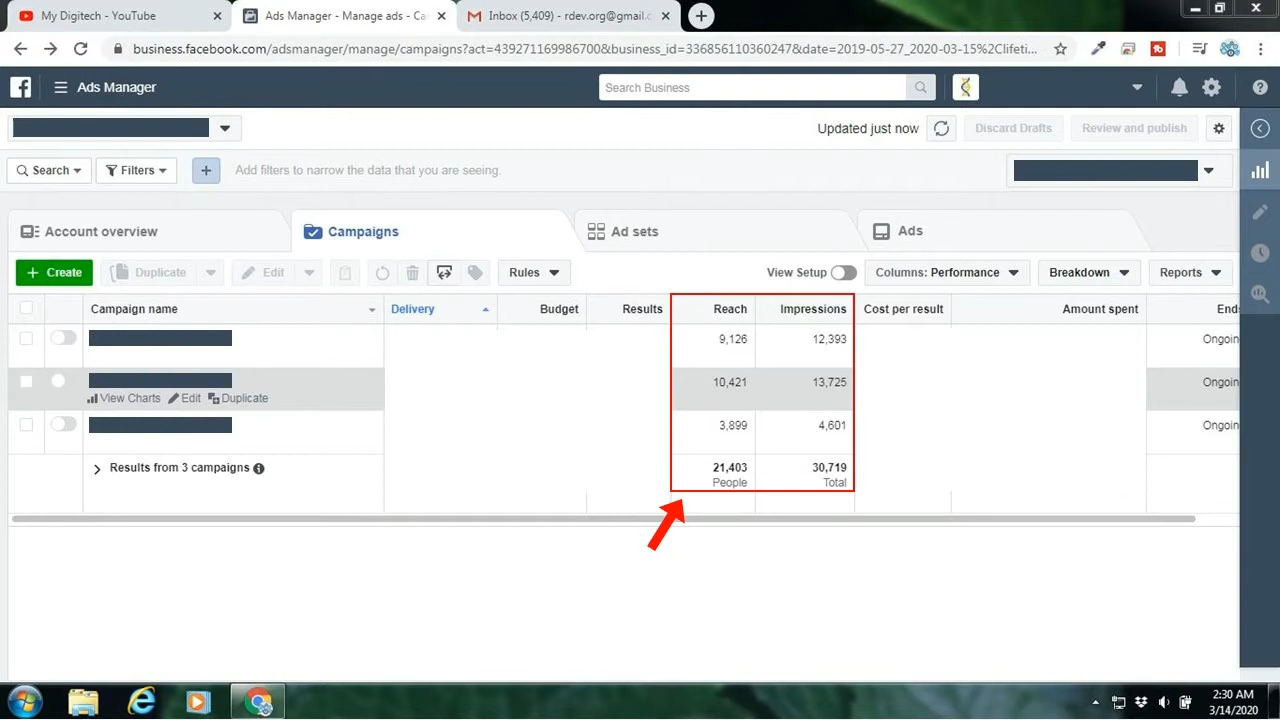 My Digitech - YouTube
Ads Manager - Manage ads - Ca
Inbox (5,409) - rdev.org@gmail.c
business.facebook.com/adsmanager/manage/campaigns?act=439271169986700&business_id=336856110360247&date=2019-05-27_2020-03-15%2Clifeti...
Ads Manager
Search Business
Updated just now
Discard Drafts
Review and publish
Search
Filters
Add filters to narrow the data that you are seeing.
Account overview
Campaigns
Ad sets
Ads
+ Create
Duplicate
Edit
Rules
View Setup
Columns: Performance
Breakdown
Reports
Campaign name Delivery Budget Results Reach Impressions Cost per result Amount spent Ends
9,126 12,393 Ongoin
10,421 13,725 Ongoin
View Charts Edit Duplicate
3,899 4,601 Ongoin
Results from 3 campaigns 21,403 30,719
People Total
2:30 AM
3/14/2020